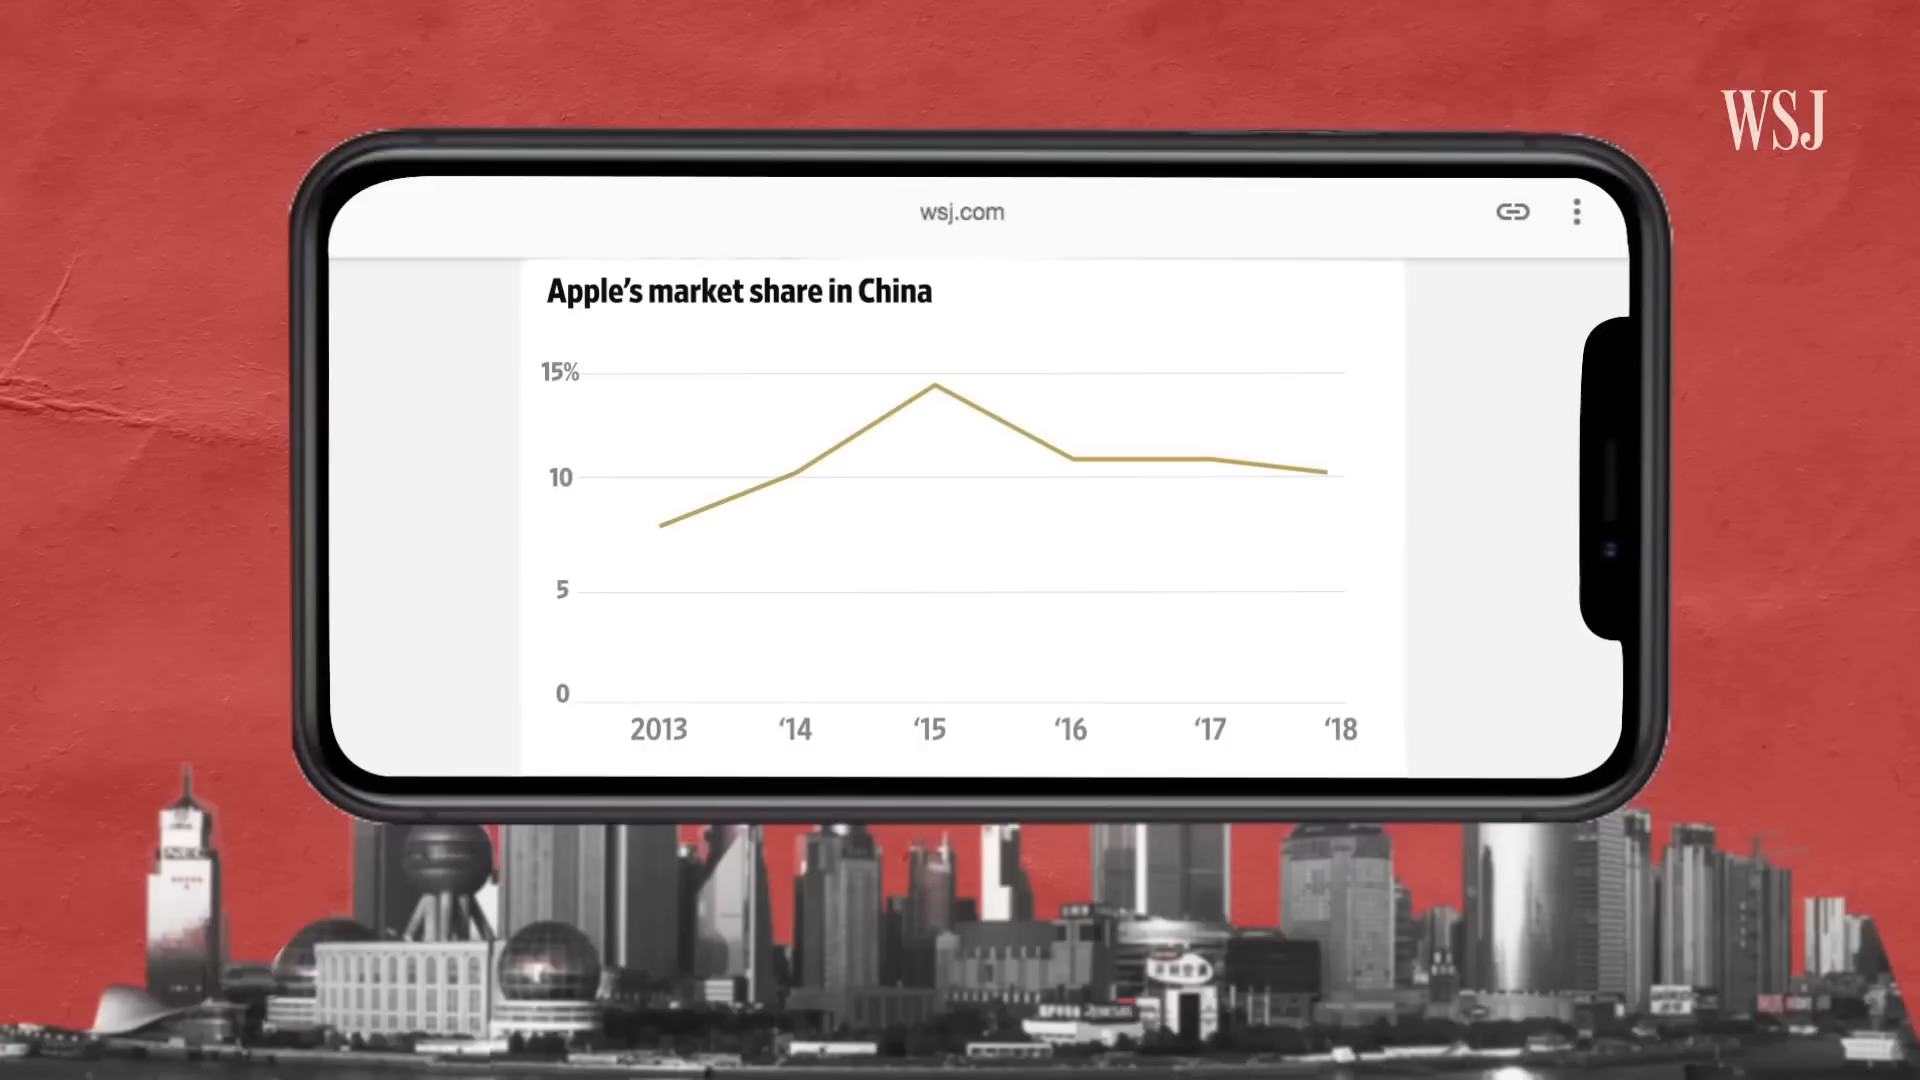 WSJ
wsj.com
Apple’s market share in China
15%
10
5
0
2013 ‘14 ‘15 ‘16 ‘17 ‘18